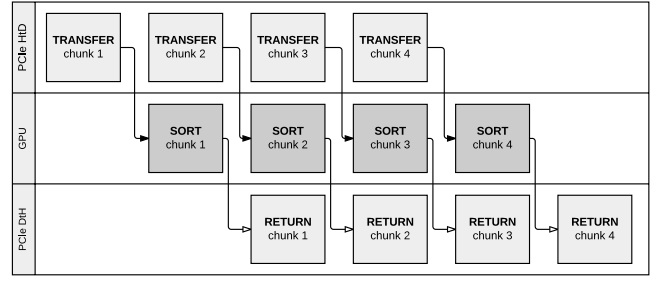 PCIe HtD
TRANSFER
chunk 1
TRANSFER
chunk 2
TRANSFER
chunk 3
TRANSFER
chunk 4
GPU
SORT
chunk 1
SORT
chunk 2
SORT
chunk 3
SORT
chunk 4
PCIe DtH
RETURN
chunk 1
RETURN
chunk 2
RETURN
chunk 3
RETURN
chunk 4